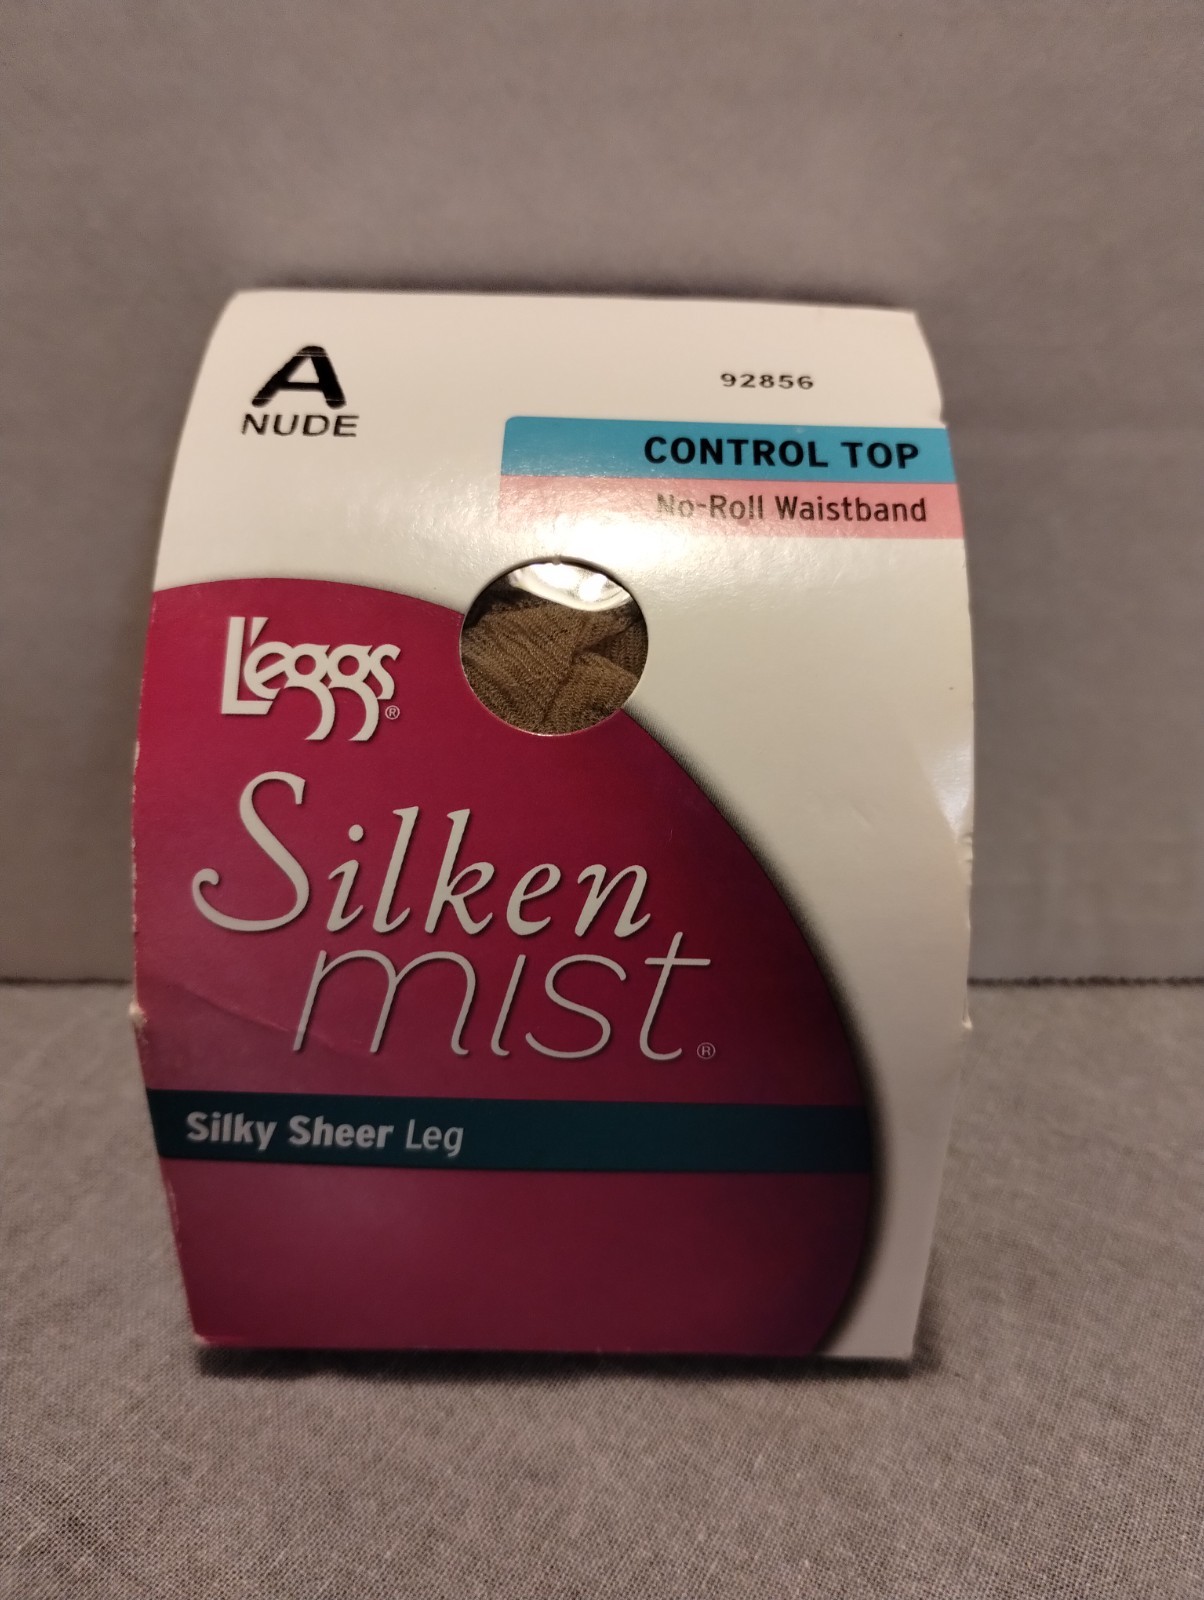 A
NUDE
92856
CONTROL TOP
No-Roll Waistband
L'eggs®
Silken
mist®
Silky Sheer Leg